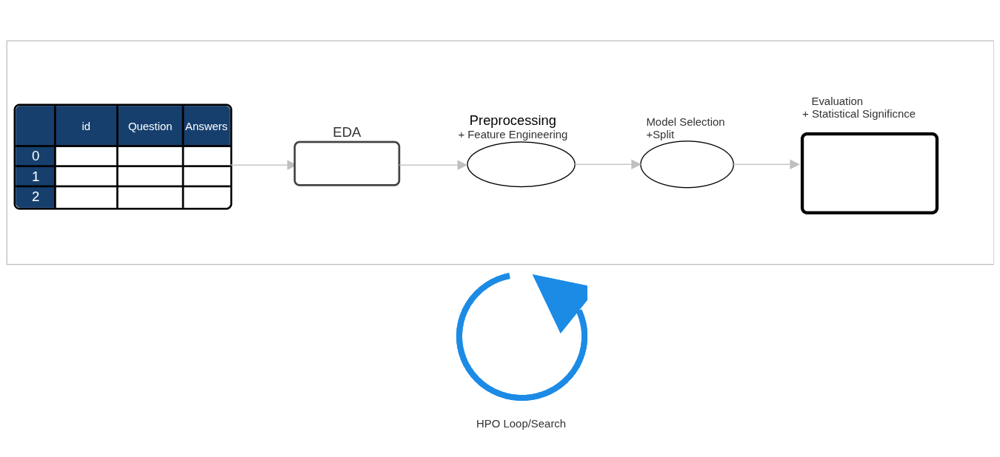 id
Question
Answers
0
1
2
EDA
Preprocessing
+ Feature Engineering
Model Selection
+Split
Evaluation
+ Statistical Significnce
HPO Loop/Search